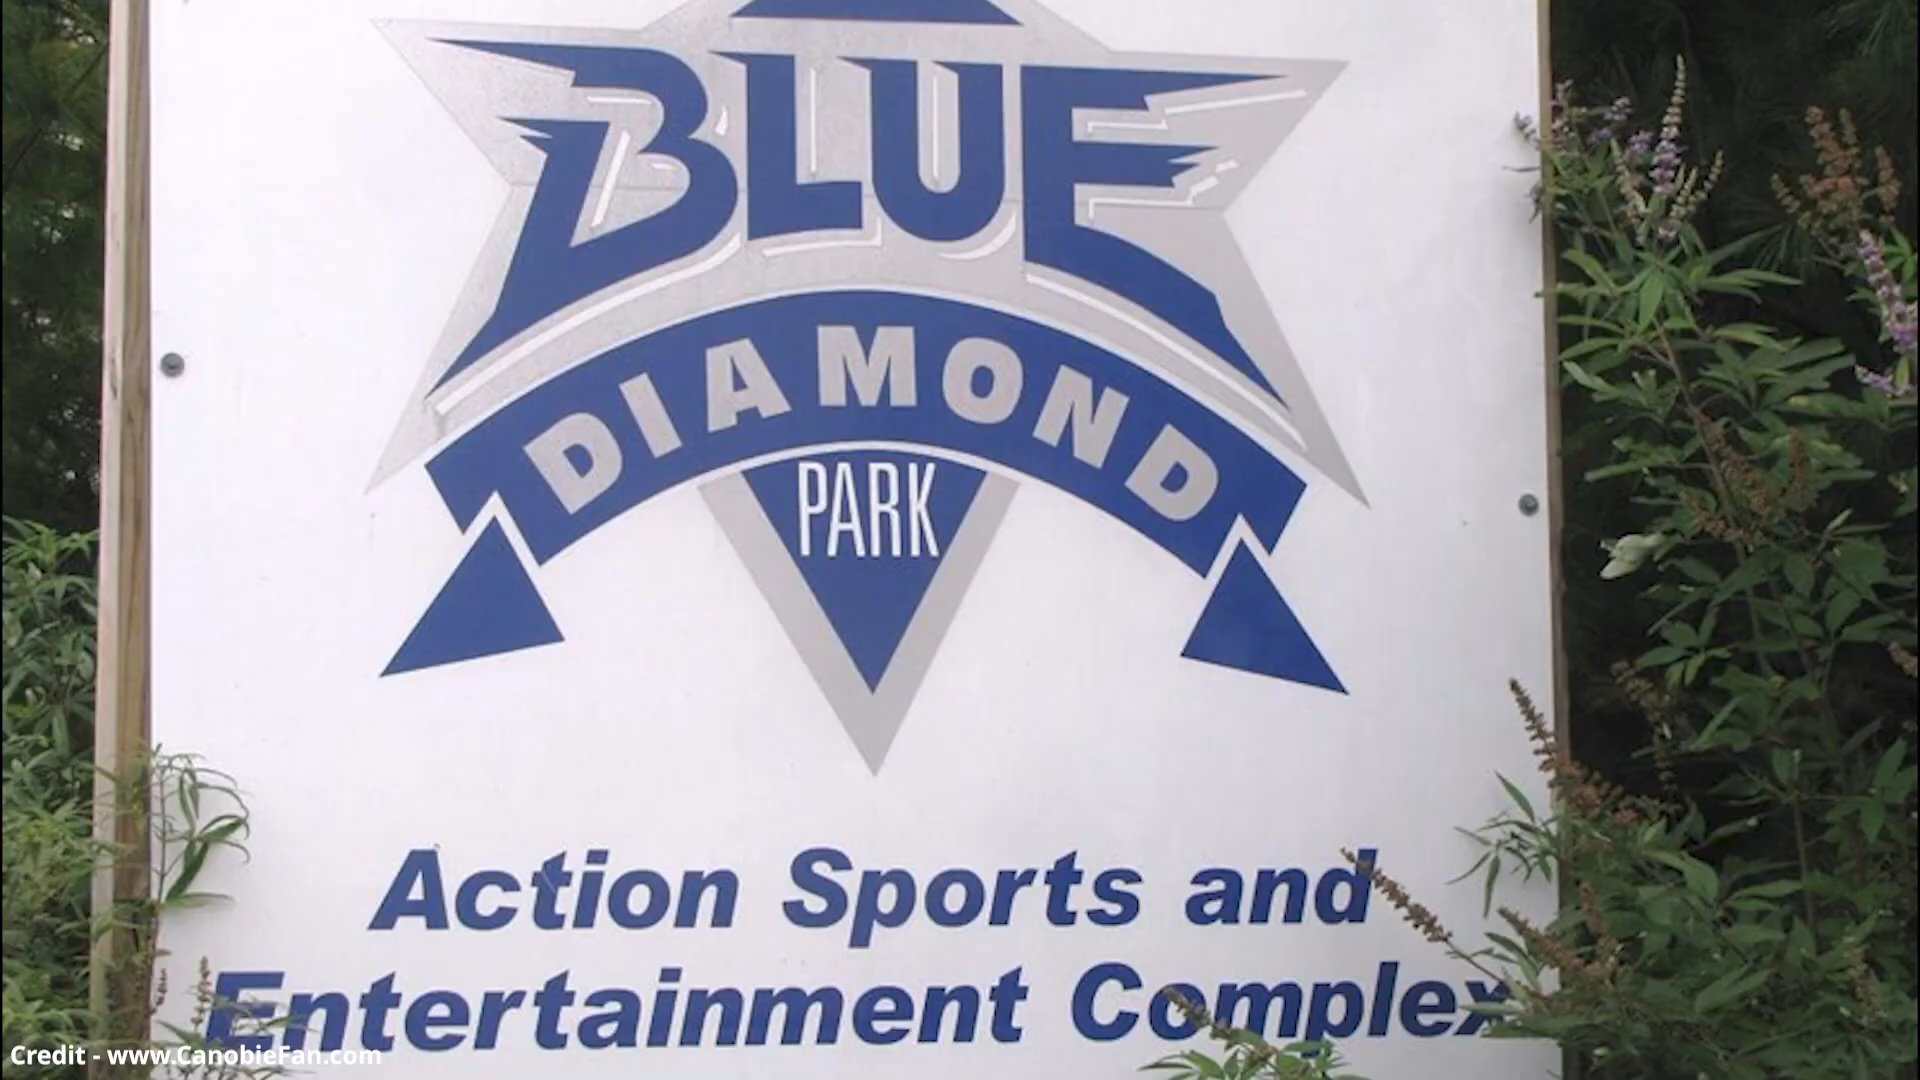 BLUE
DIAMOND
PARK
Action Sports and
Entertainment Complex
Credit - www.CanobieFan.com